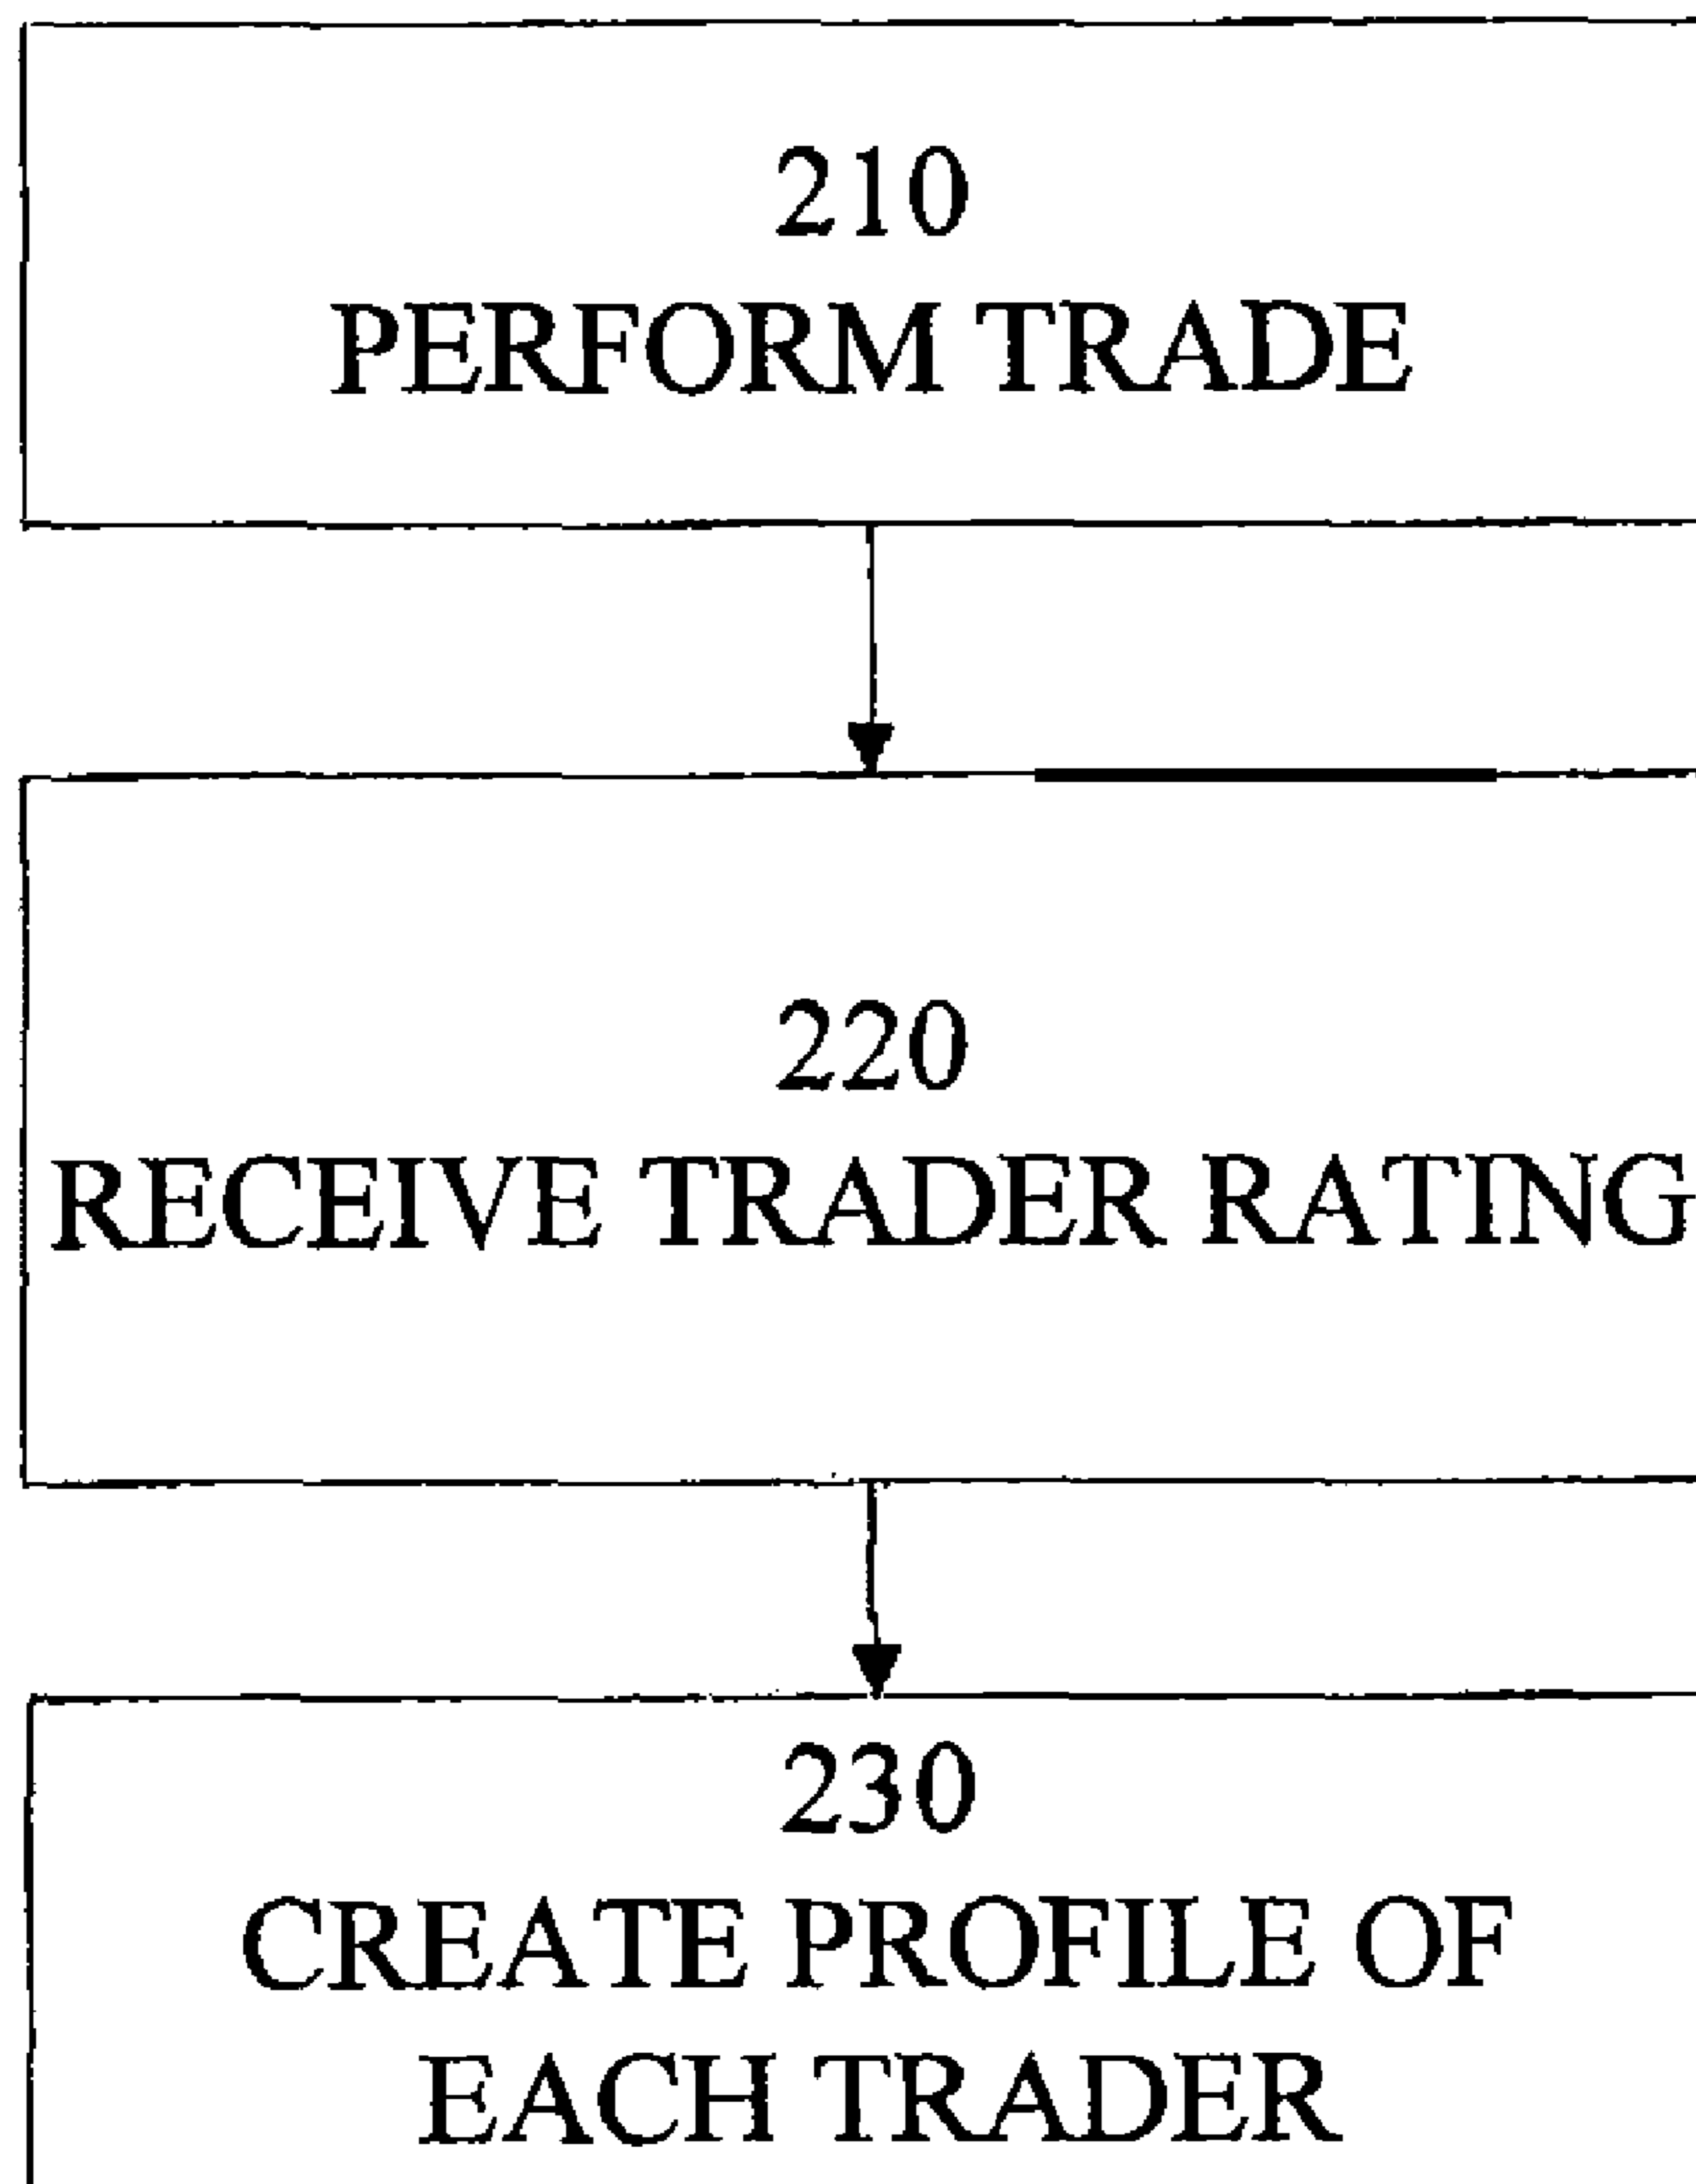 210
PERFORM TRADE
220
RECEIVE TRADER RATING
230
CREATE PROFILE OF
EACH TRADER